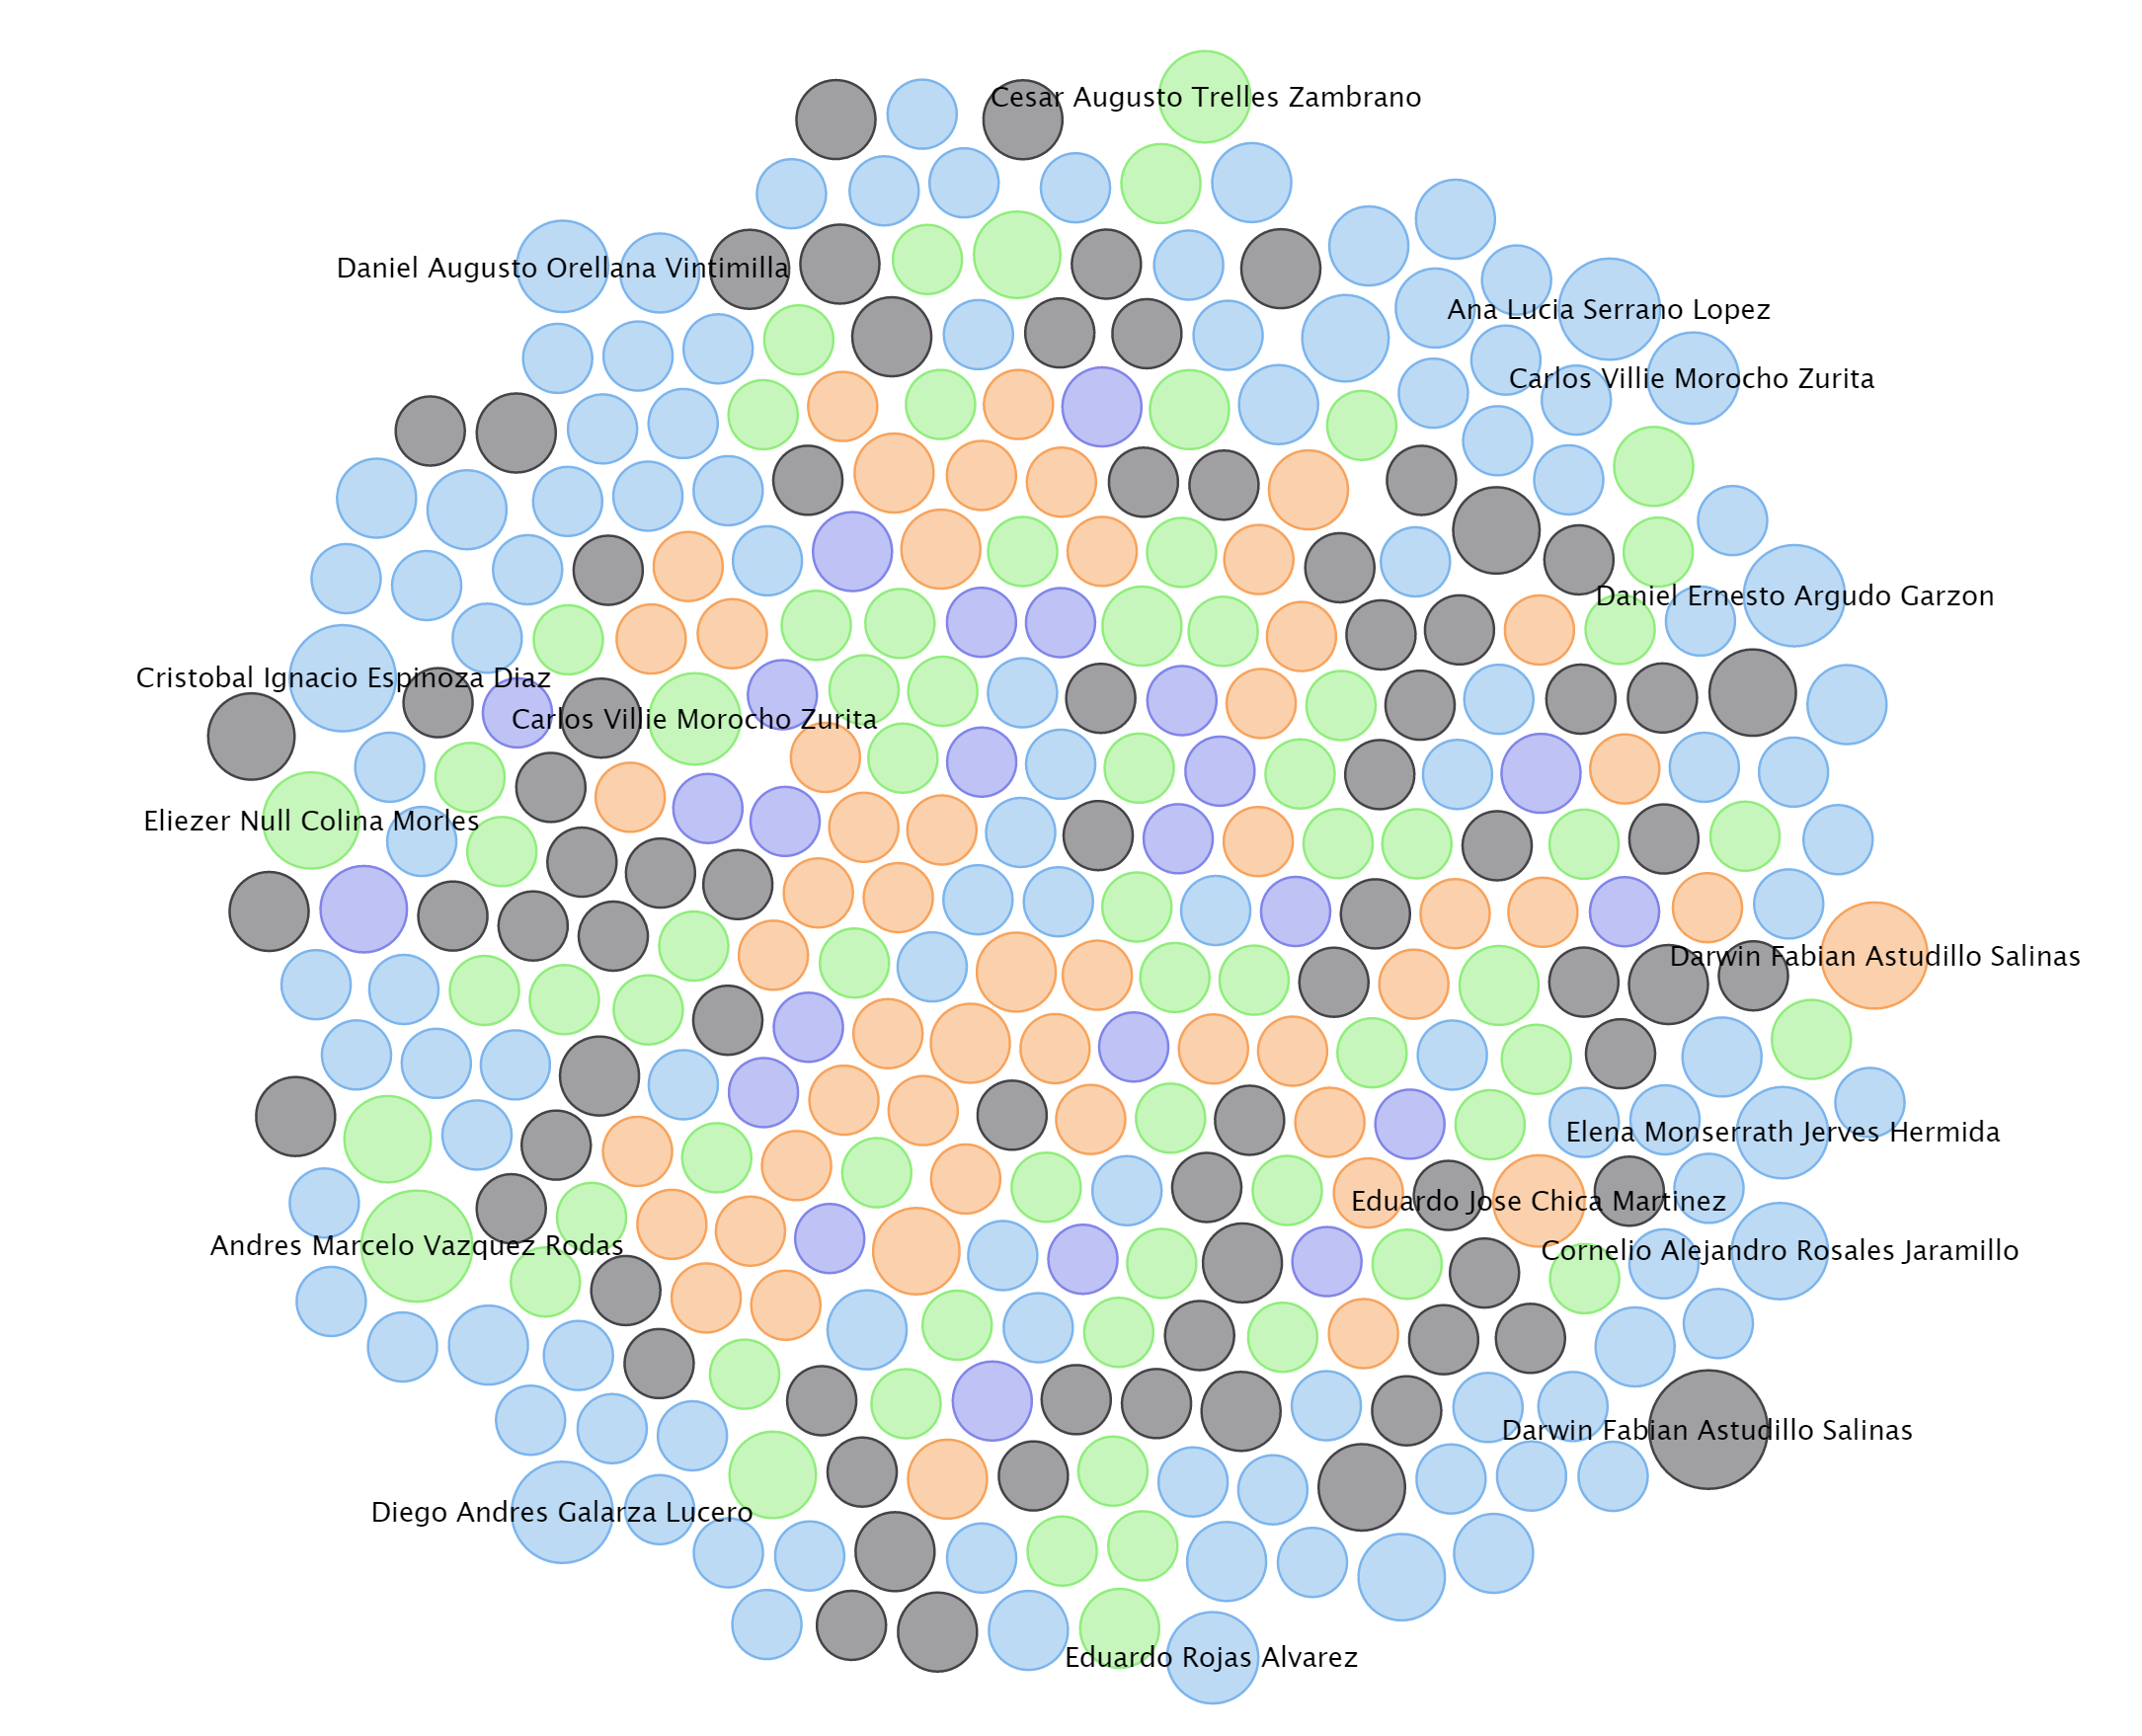 Cesar Augusto Trelles Zambrano
Daniel Augusto Orellana Vintimilla
Ana Lucia Serrano Lopez
Carlos Villie Morocho Zurita
Daniel Ernesto Argudo Garzon
Cristobal Ignacio Espinoza Diaz
Carlos Villie Morocho Zurita
Eliezer Null Colina Morles
Darwin Fabian Astudillo Salinas
Elena Monserrath Jerves Hermida
Eduardo Jose Chica Martinez
Andres Marcelo Vazquez Rodas
Cornelio Alejandro Rosales Jaramillo
Darwin Fabian Astudillo Salinas
Diego Andres Galarza Lucero
Eduardo Rojas Alvarez